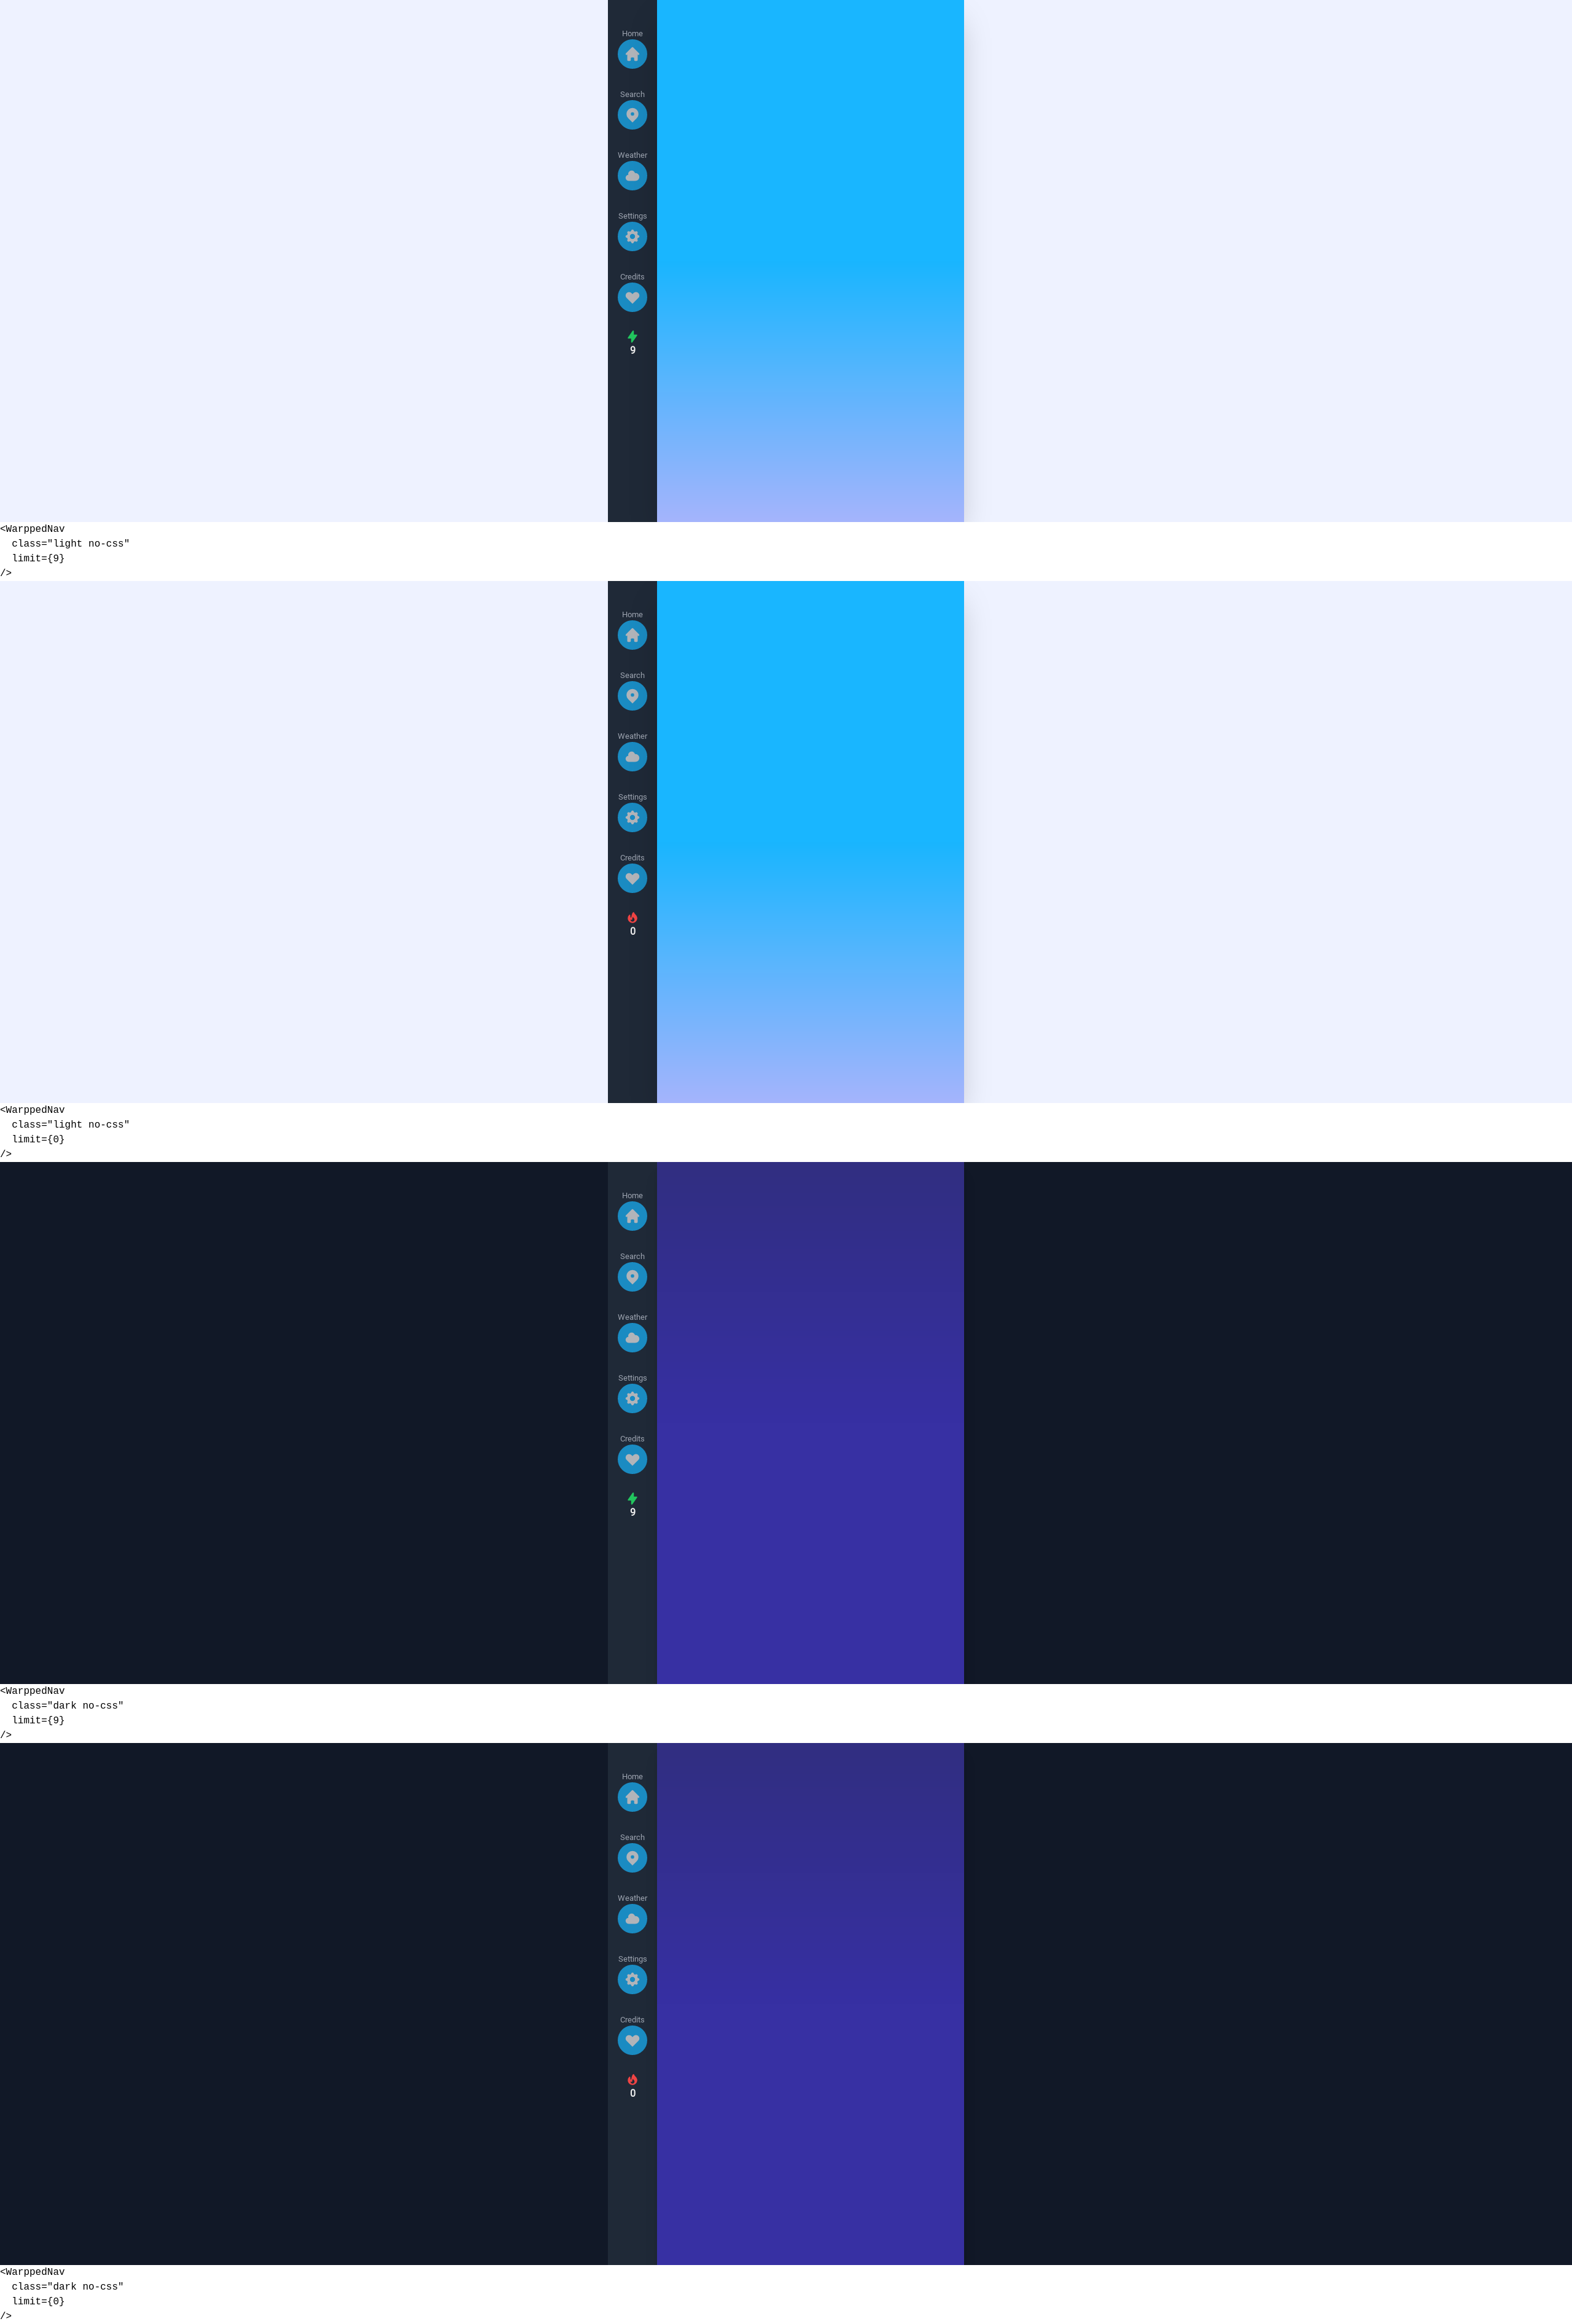 Home
Search
Weather
Settings
Credits
9
<WarppedNav
  class="light no-css"
  limit={9}
/>
Home
Search
Weather
Settings
Credits
0
<WarppedNav
  class="light no-css"
  limit={0}
/>
Home
Search
Weather
Settings
Credits
9
<WarppedNav
  class="dark no-css"
  limit={9}
/>
Home
Search
Weather
Settings
Credits
0
<WarppedNav
  class="dark no-css"
  limit={0}
/>